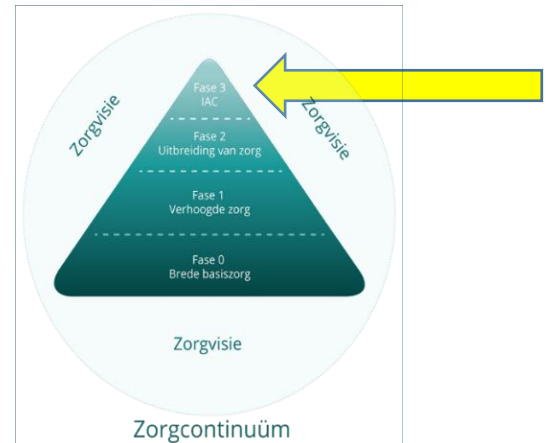 Fase 3
IAC
Zorgvisie
Zorgvisie
Fase 2
Uitbreiding van zorg
Fase 1
Verhoogde zorg
Fase 0
Brede basiszorg
Zorgvisie
Zorgcontinuüm